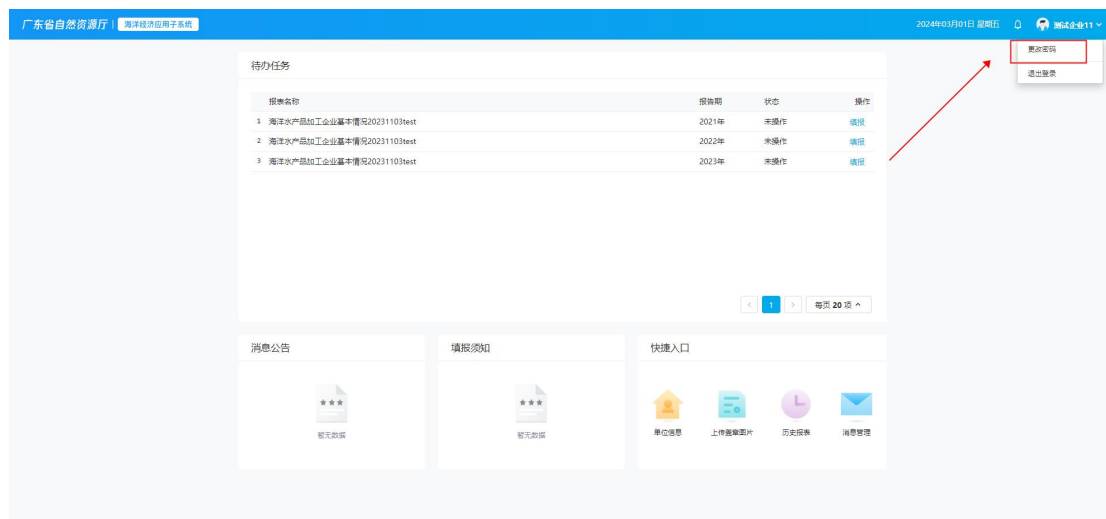 广东省自然资源厅 | 海洋经济应用子系统 2024年03月01日 星期五 测试企业11
更改密码
退出登录
待办任务
报表名称 报告期 状态 操作
1 海洋水产品加工企业基本情况20231103test 2021年 未操作 填报
2 海洋水产品加工企业基本情况20231103test 2022年 未操作 填报
3 海洋水产品加工企业基本情况20231103test 2023年 未操作 填报
< 1 > 每页 20 项
消息公告 填报须知 快捷入口
暂无数据 暂无数据 单位信息 上传盖章图片 历史报表 消息管理